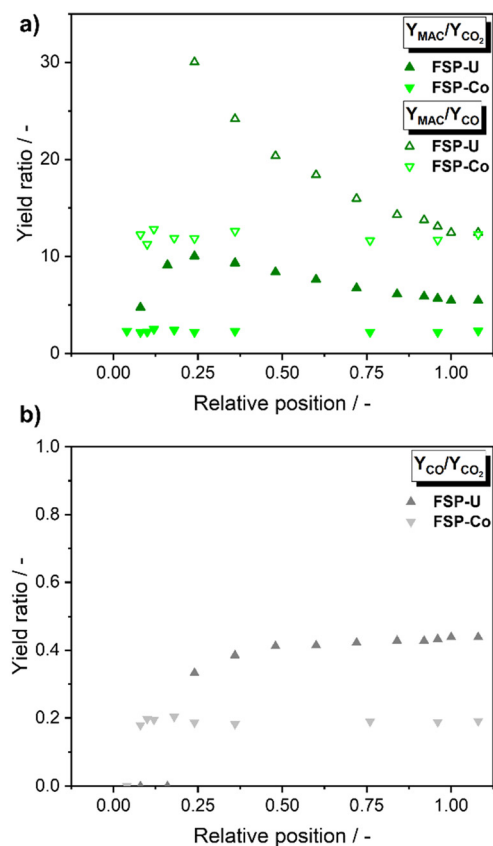 a)
Y_MAC/Y_CO₂
FSP-U
FSP-Co
Y_MAC/Y_CO
FSP-U
FSP-Co
30
20
10
0
Yield ratio / -
0.00 0.25 0.50 0.75 1.00
Relative position / -
b)
Y_CO/Y_CO₂
FSP-U
FSP-Co
1.0
0.8
0.6
0.4
0.2
0.0
Yield ratio / -
0.00 0.25 0.50 0.75 1.00
Relative position / -